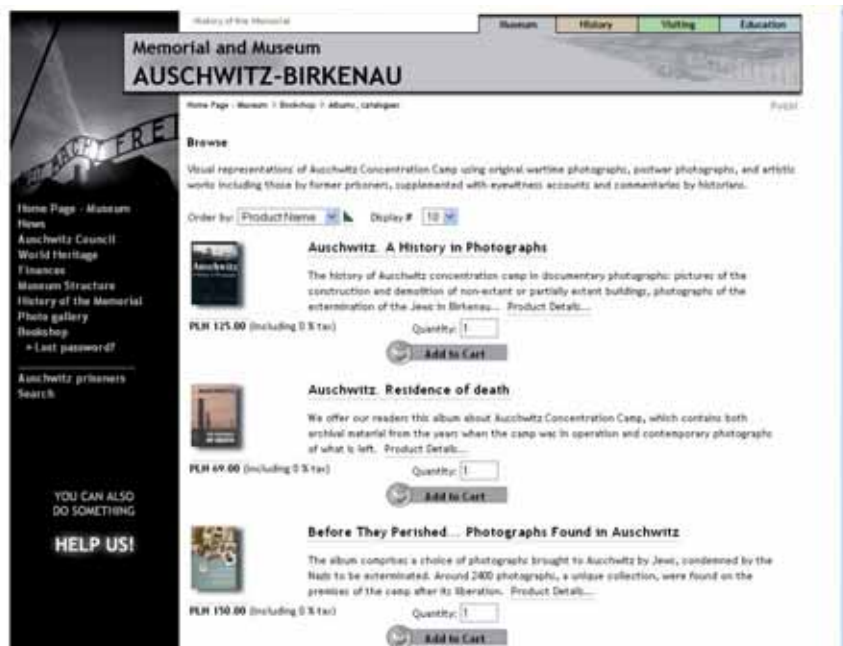 History of the Memorial
Museum
History
Visiting
Education
Memorial and Museum
AUSCHWITZ-BIRKENAU
Home Page - Museum > Bookshop > Albums, catalogues
MACHT FREI
Browse
Visual representations of Auschwitz Concentration Camp using original wartime photographs, postwar photographs, and artistic
works including those by former prisoners, supplemented with eyewitness accounts and commentaries by historians.
Order by: Product Name Display # 10
Home Page - Museum
News
Auschwitz Council
World Heritage
Finances
Museum Structure
History of the Memorial
Photo gallery
Bookshop
Lost password?
Auschwitz prisoners
Search
YOU CAN ALSO
DO SOMETHING
HELP US!
Auschwitz. A History in Photographs
Auschwitz
The history of Auschwitz concentration camp in documentary photographs: pictures of the
construction and demolition of non-extant or partially extant buildings, photographs of the
extermination of the Jews in Birkenau... Product Details...
PLN 125.00 (including 0 % tax)
Quantity: 1
Add to Cart
Auschwitz. Residence of death
We offer our readers this album about Auschwitz Concentration Camp, which contains both
archival material from the years when the camp was in operation and contemporary photographs
of what is left. Product Details...
PLN 69.00 (including 0 % tax)
Quantity: 1
Add to Cart
Before They Perished... Photographs Found in Auschwitz
The album comprises a choice of photographs brought to Auschwitz by Jews, condemned by the
Nazis to be exterminated. Around 2400 photographs, a unique collection, were found on the
premises of the camp after its liberation. Product Details...
PLN 150.00 (including 0 % tax)
Quantity: 1
Add to Cart